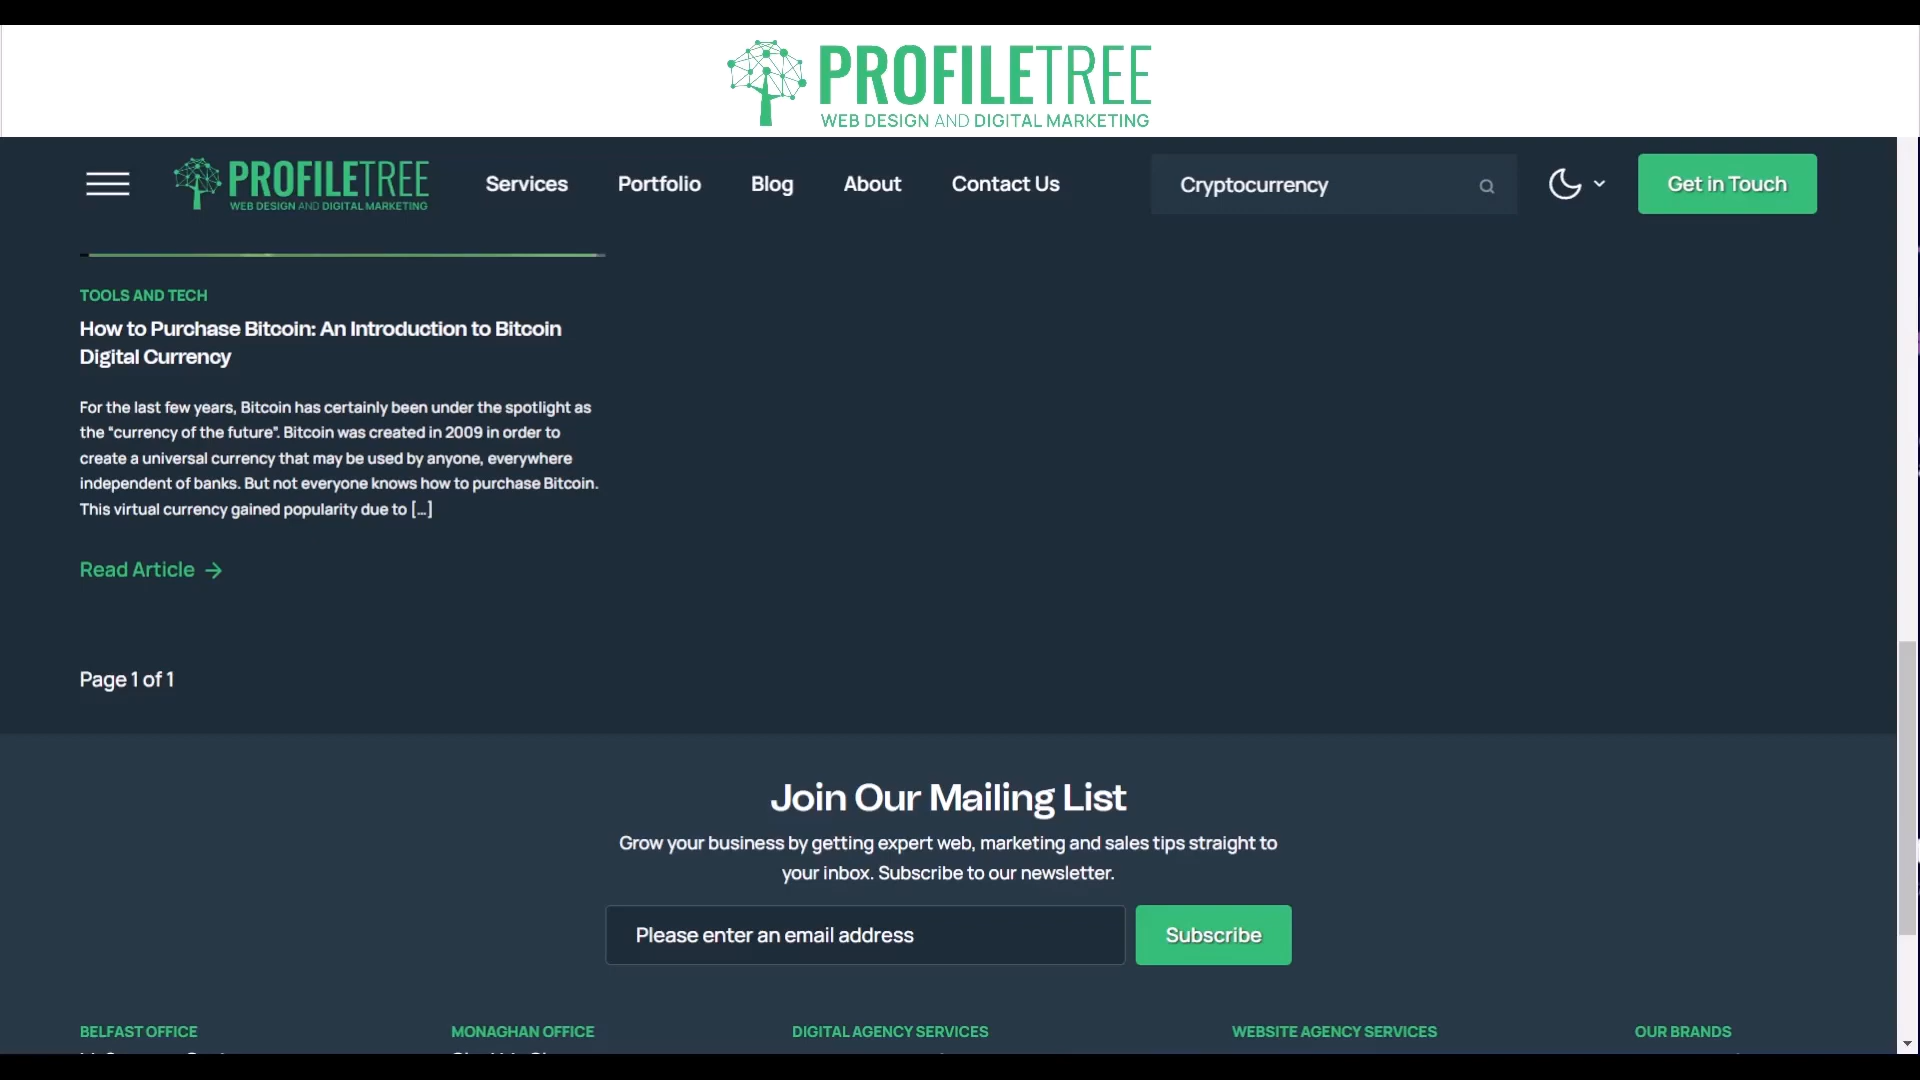 PROFILETREE
WEB DESIGN AND DIGITAL MARKETING
PROFILETREE
WEB DESIGN AND DIGITAL MARKETING
Services
Portfolio
Blog
About
Contact Us
Cryptocurrency
Get in Touch
TOOLS AND TECH
How to Purchase Bitcoin: An Introduction to Bitcoin
Digital Currency
For the last few years, Bitcoin has certainly been under the spotlight as
the “currency of the future”. Bitcoin was created in 2009 in order to
create a universal currency that may be used by anyone, everywhere
independent of banks. But not everyone knows how to purchase Bitcoin.
This virtual currency gained popularity due to […]
Read Article
Page 1 of 1
Join Our Mailing List
Grow your business by getting expert web, marketing and sales tips straight to
your inbox. Subscribe to our newsletter.
Please enter an email address
Subscribe
BELFAST OFFICE
MONAGHAN OFFICE
DIGITAL AGENCY SERVICES
WEBSITE AGENCY SERVICES
OUR BRANDS